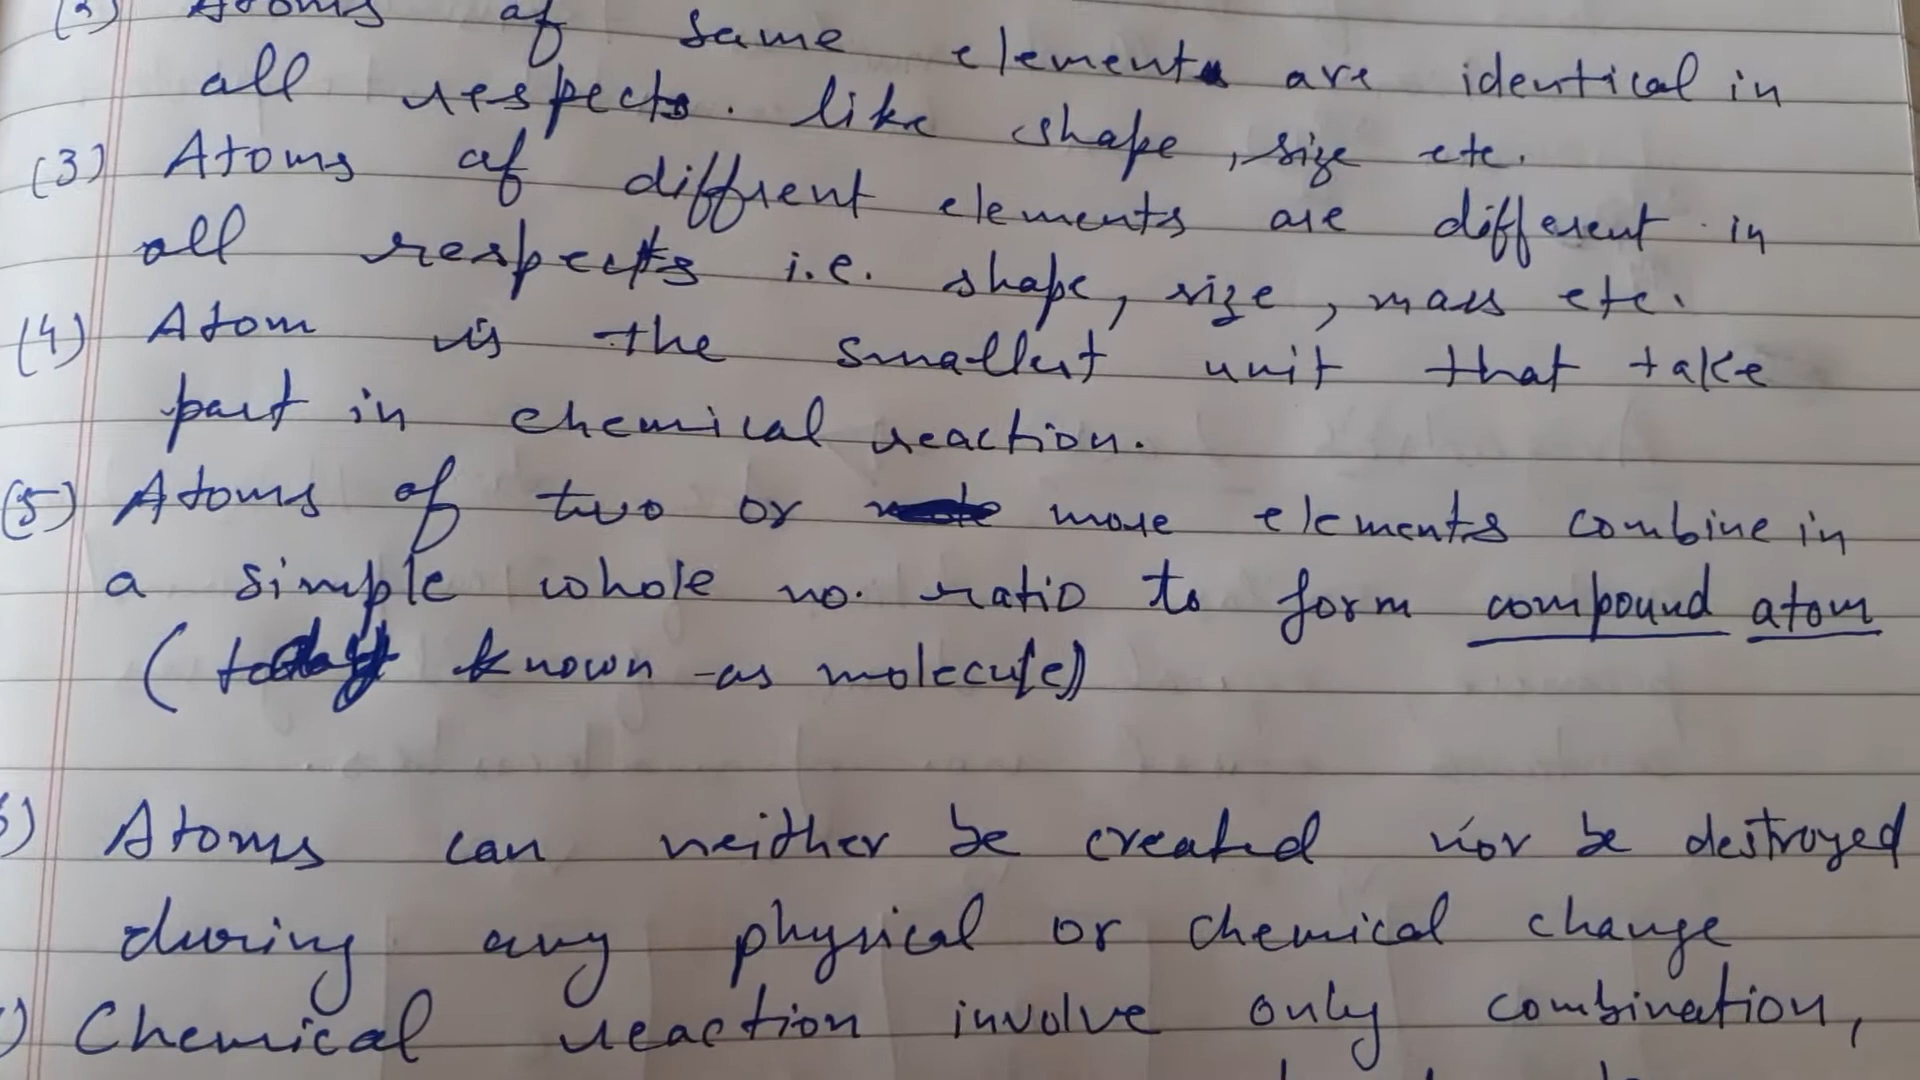 (2) Atoms of same elements are identical in
all respects. like shape, size etc.
(3) Atoms of diffrent elements are different in
all respects i.e. shape, size, mass etc.
(4) Atom is the smallest unit that take
part in chemical reaction.
(5) Atoms of two or more elements combine in
a simple whole no. ratio to form compound atom
( today known as molecule)
) Atoms can neither be created nor be destroyed
during any physical or chemical change
) Chemical reaction involve only combination,